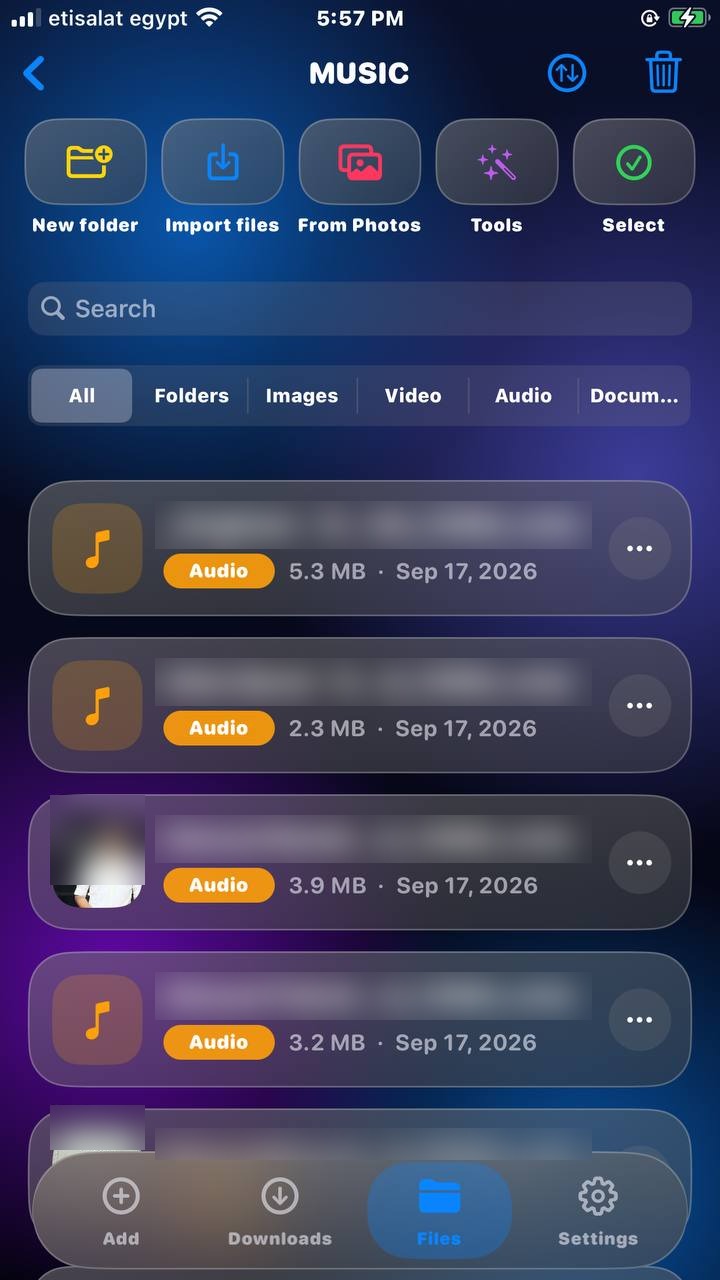 etisalat egypt 5:57 PM
MUSIC
New folder Import files From Photos Tools Select
Search
All Folders Images Video Audio Docum...
Audio 5.3 MB · Sep 17, 2026
Audio 2.3 MB · Sep 17, 2026
Audio 3.9 MB · Sep 17, 2026
Audio 3.2 MB · Sep 17, 2026
Add Downloads Files Settings